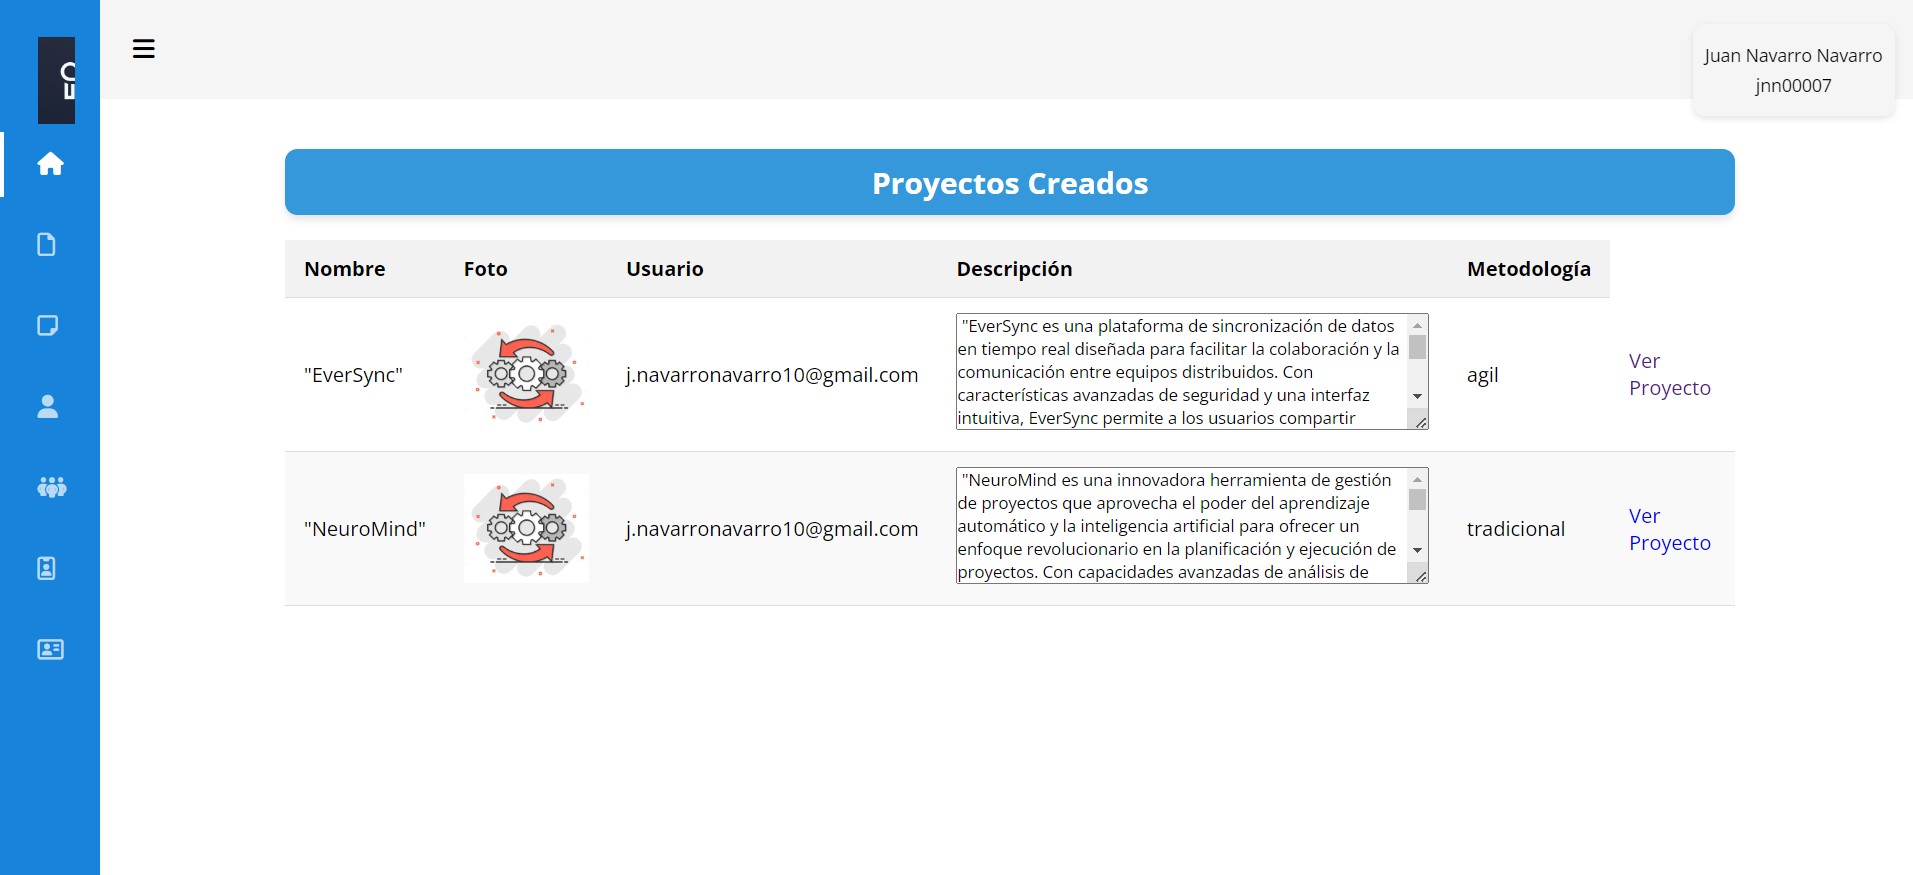 Juan Navarro Navarro
jnn00007
Proyectos Creados
Nombre Foto Usuario Descripción Metodología
"EverSync" j.navarronavarro10@gmail.com
"EverSync es una plataforma de sincronización de datos
en tiempo real diseñada para facilitar la colaboración y la
comunicación entre equipos distribuidos. Con
características avanzadas de seguridad y una interfaz
intuitiva, EverSync permite a los usuarios compartir
agil
Ver
Proyecto
"NeuroMind" j.navarronavarro10@gmail.com
"NeuroMind es una innovadora herramienta de gestión
de proyectos que aprovecha el poder del aprendizaje
automático y la inteligencia artificial para ofrecer un
enfoque revolucionario en la planificación y ejecución de
proyectos. Con capacidades avanzadas de análisis de
tradicional
Ver
Proyecto